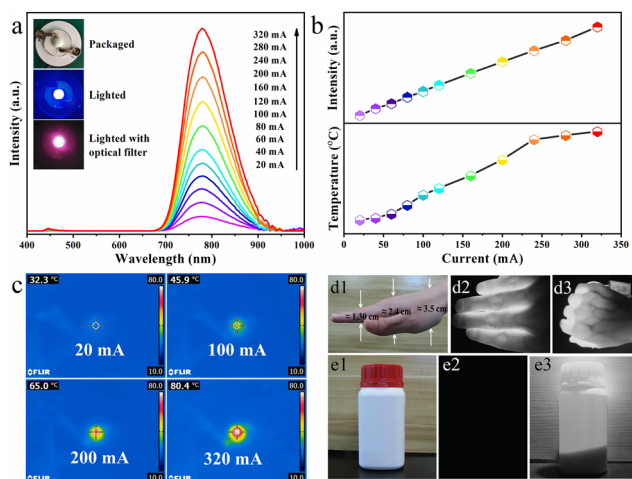 a
Packaged
Lighted
Lighted with
optical filter
320 mA
280 mA
240 mA
200 mA
160 mA
120 mA
100 mA
80 mA
60 mA
40 mA
20 mA
Intensity (a.u.)
400 500 600 700 800 900 1000
Wavelength (nm)
b
Intensity (a.u.)
Temperature (°C)
0 50 100 150 200 250 300 350
Current (mA)
c
32.3 °C 80.0
20 mA
FLIR 10.0
45.9 °C 80.0
100 mA
FLIR 10.0
65.0 °C 80.0
200 mA
FLIR 10.0
80.4 °C 80.0
320 mA
FLIR 10.0
d1
≈ 1.30 cm
≈ 2.4 cm
≈ 3.5 cm
d2
d3
e1
e2
e3